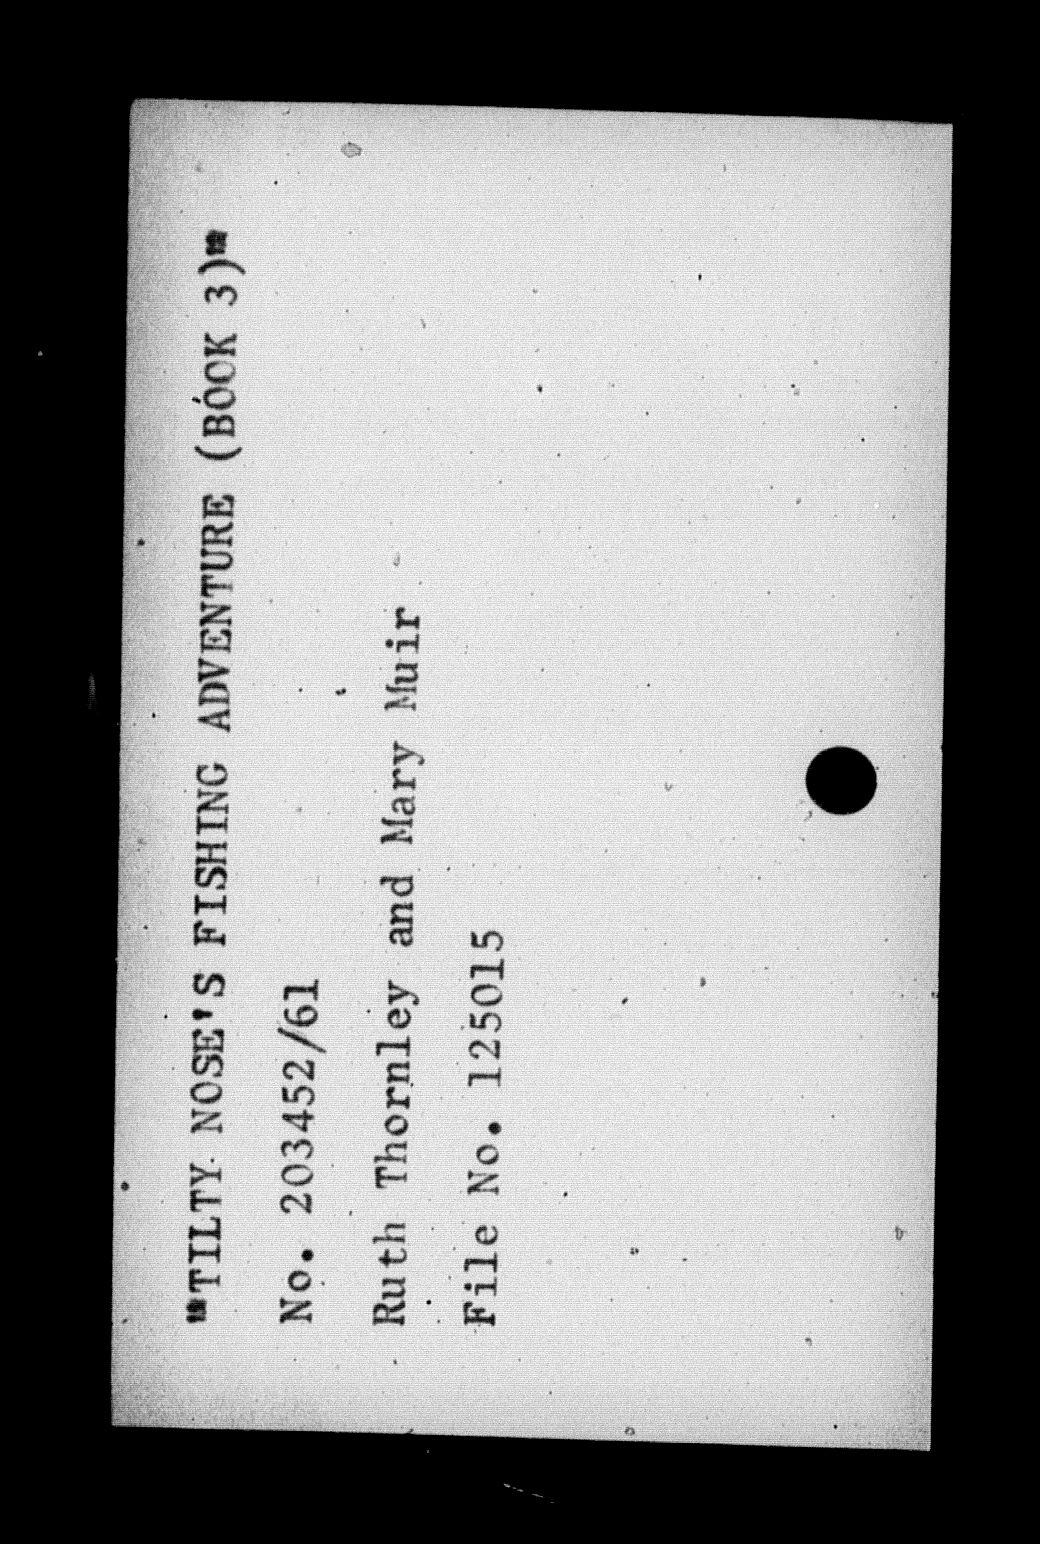 "TILTY NOSE'S FISHING ADVENTURE (BOOK 3)"
No. 203452/61
Ruth Thornley and Mary Muir
File No. 125015